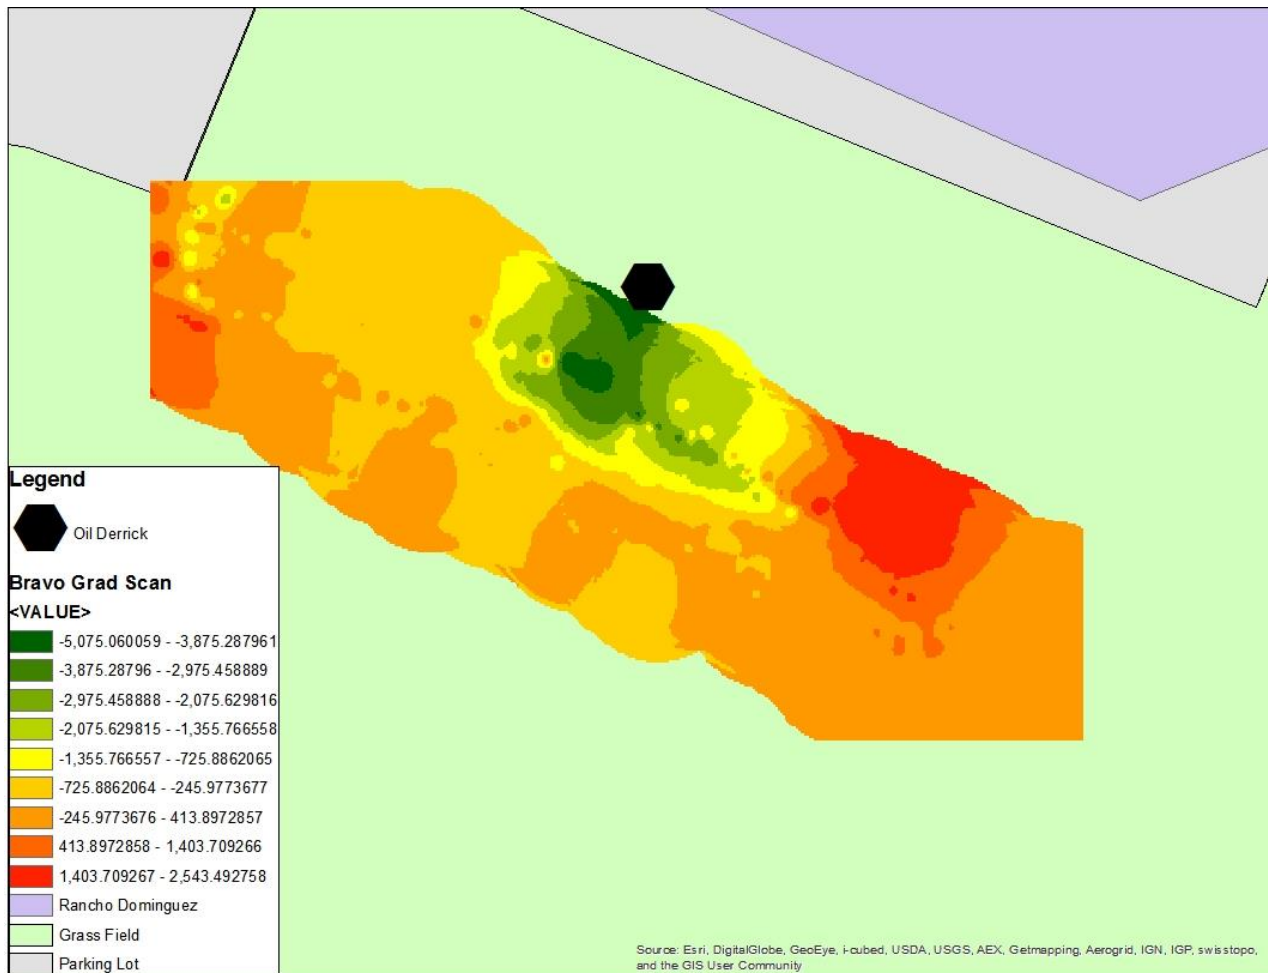 Legend
Oil Derrick
Bravo Grad Scan
<VALUE>
-5,075.060059 - -3,875.287961
-3,875.28796 - -2,975.458889
-2,975.458888 - -2,075.629816
-2,075.629815 - -1,355.766558
-1,355.766557 - -725.8862065
-725.8862064 - -245.9773677
-245.9773676 - 413.8972857
413.8972858 - 1,403.709266
1,403.709267 - 2,543.492758
Rancho Dominguez
Grass Field
Parking Lot
Source: Esri, DigitalGlobe, GeoEye, i-cubed, USDA, USGS, AEX, Getmapping, Aerogrid, IGN, IGP, swisstopo,
and the GIS User Community